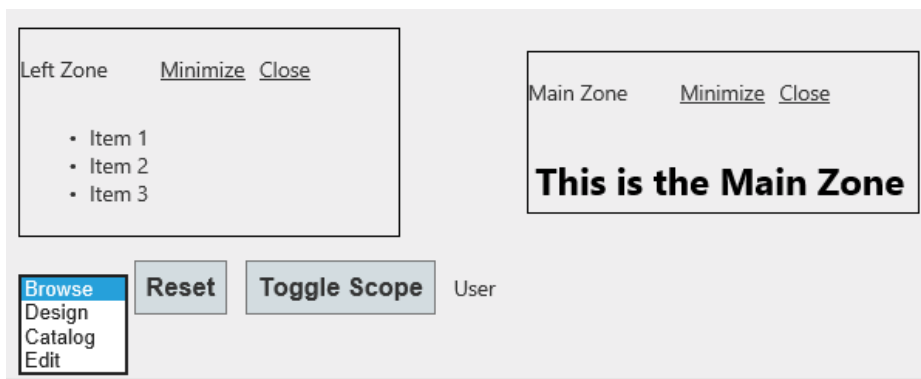 Left Zone Minimize Close
• Item 1
• Item 2
• Item 3
Main Zone Minimize Close
This is the Main Zone
Browse
Design
Catalog
Edit
Reset
Toggle Scope
User